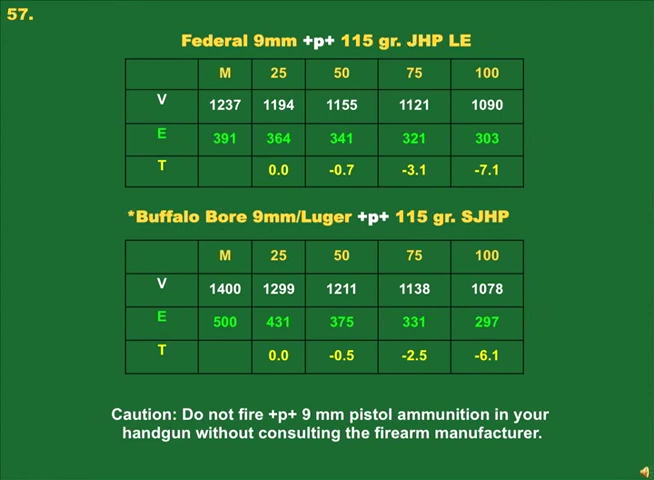 57.
Federal 9mm +p+ 115 gr. JHP LE
M 25 50 75 100
V 1237 1194 1155 1121 1090
E 391 364 341 321 303
T 0.0 -0.7 -3.1 -7.1
*Buffalo Bore 9mm/Luger +p+ 115 gr. SJHP
M 25 50 75 100
V 1400 1299 1211 1138 1078
E 500 431 375 331 297
T 0.0 -0.5 -2.5 -6.1
Caution: Do not fire +p+ 9 mm pistol ammunition in your
handgun without consulting the firearm manufacturer.